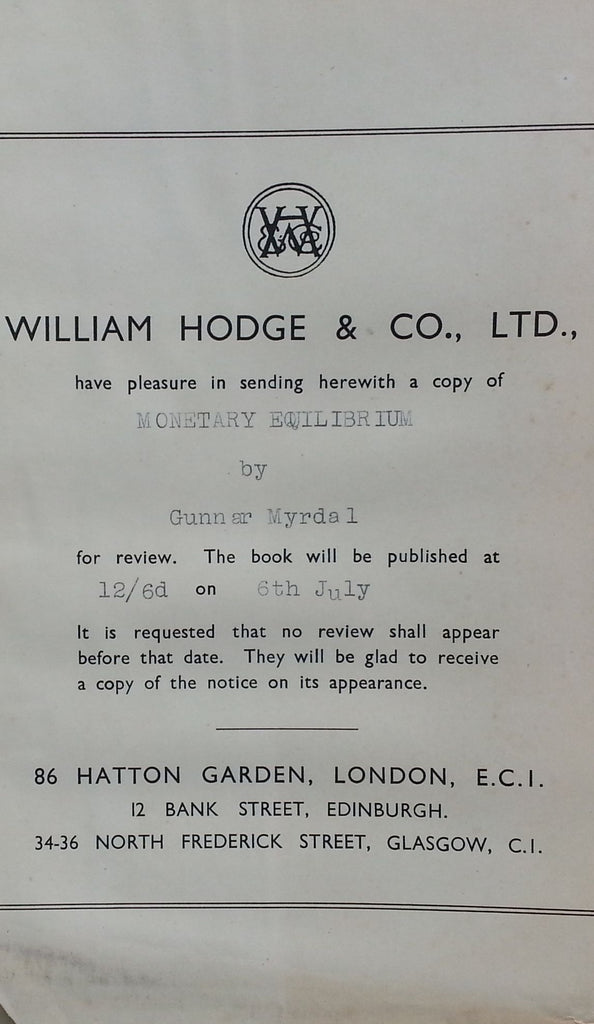 WILLIAM HODGE & CO., LTD.,
have pleasure in sending herewith a copy of
MONETARY EQILIBRIUM
by
Gunnar Myrdal
for review. The book will be published at
12/6d on 6th July
It is requested that no review shall appear
before that date. They will be glad to receive
a copy of the notice on its appearance.
86 HATTON GARDEN, LONDON, E.C.1.
12 BANK STREET, EDINBURGH.
34-36 NORTH FREDERICK STREET, GLASGOW, C.1.